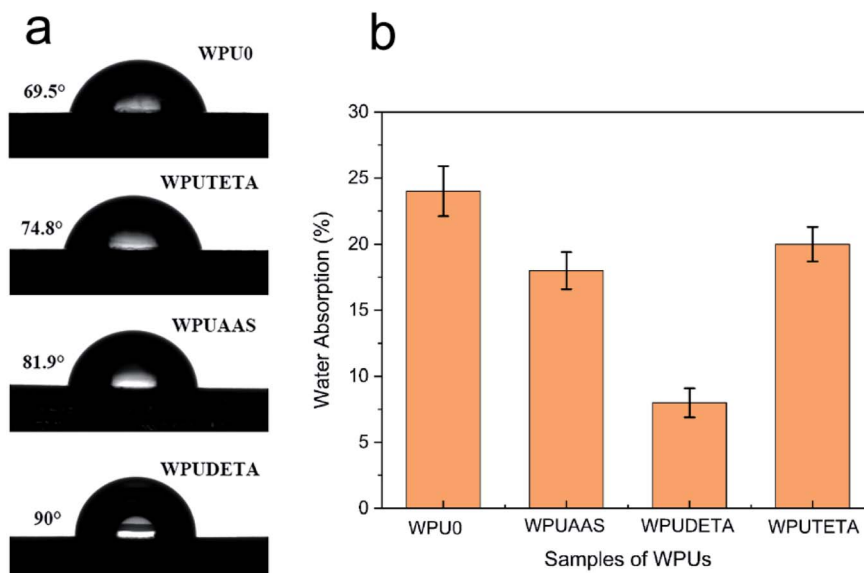 a
WPU0
69.5°
WPUTETA
74.8°
WPUAAS
81.9°
WPUDETA
90°
b
30
25
20
15
10
5
0
Water Absorption (%)
WPU0 WPUAAS WPUDETA WPUTETA
Samples of WPUs